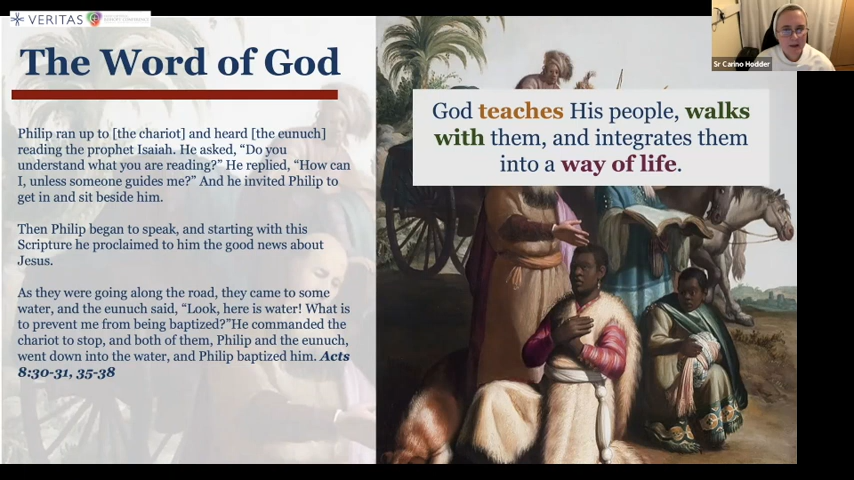 VERITAS
The Word of God
Philip ran up to [the chariot] and heard [the eunuch]
reading the prophet Isaiah. He asked, “Do you
understand what you are reading?” He replied, “How can
I, unless someone guides me?” And he invited Philip to
get in and sit beside him.
Then Philip began to speak, and starting with this
Scripture he proclaimed to him the good news about
Jesus.
As they were going along the road, they came to some
water, and the eunuch said, “Look, here is water! What is
to prevent me from being baptized?”He commanded the
chariot to stop, and both of them, Philip and the eunuch,
went down into the water, and Philip baptized him. Acts
8:30-31, 35-38
God teaches His people, walks
with them, and integrates them
into a way of life.
Sr Carino Hodder